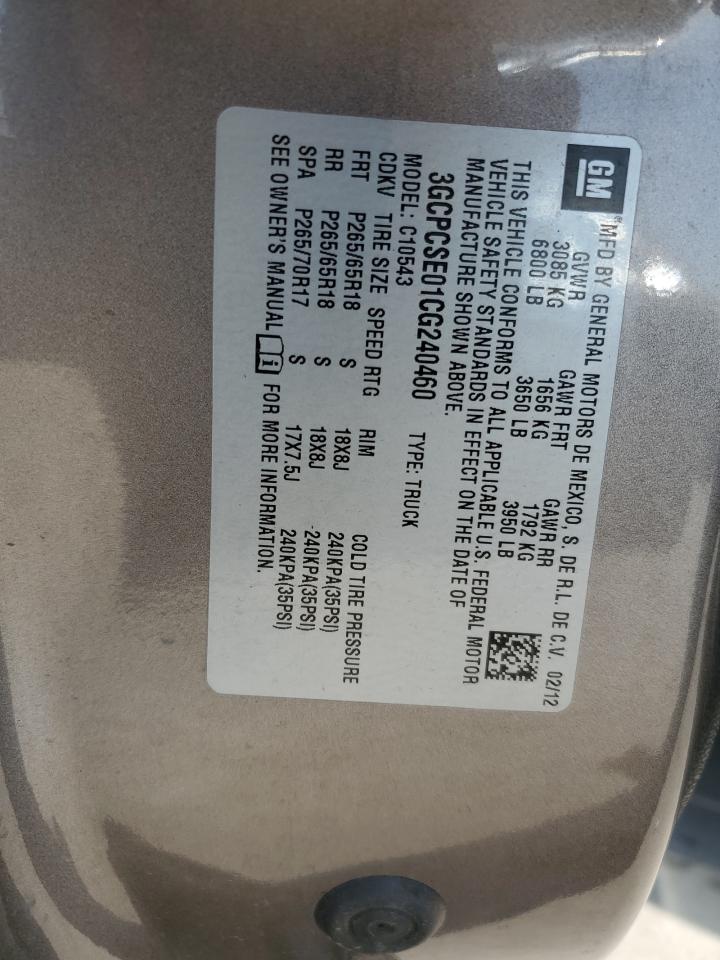 GM
MFD BY GENERAL MOTORS DE MEXICO, S. DE R.L. DE C.V. 02/12
GVWR GAWR FRT GAWR RR
3085 KG 1656 KG 1792 KG
6800 LB 3650 LB 3950 LB
THIS VEHICLE CONFORMS TO ALL APPLICABLE U.S. FEDERAL MOTOR
VEHICLE SAFETY STANDARDS IN EFFECT ON THE DATE OF
MANUFACTURE SHOWN ABOVE.
3GCPCSE01CG240460 TYPE: TRUCK
MODEL: C10543
CDKV TIRE SIZE SPEED RTG RIM COLD TIRE PRESSURE
FRT P265/65R18 S 18X8J 240KPA(35PSI)
RR P265/65R18 S 18X8J 240KPA(35PSI)
SPA P265/70R17 S 17X7.5J 240KPA(35PSI)
SEE OWNER'S MANUAL i FOR MORE INFORMATION.